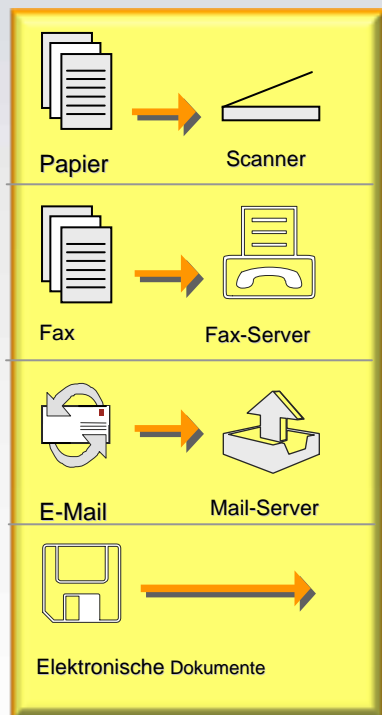 Papier Scanner
Fax Fax-Server
E-Mail Mail-Server
Elektronische Dokumente